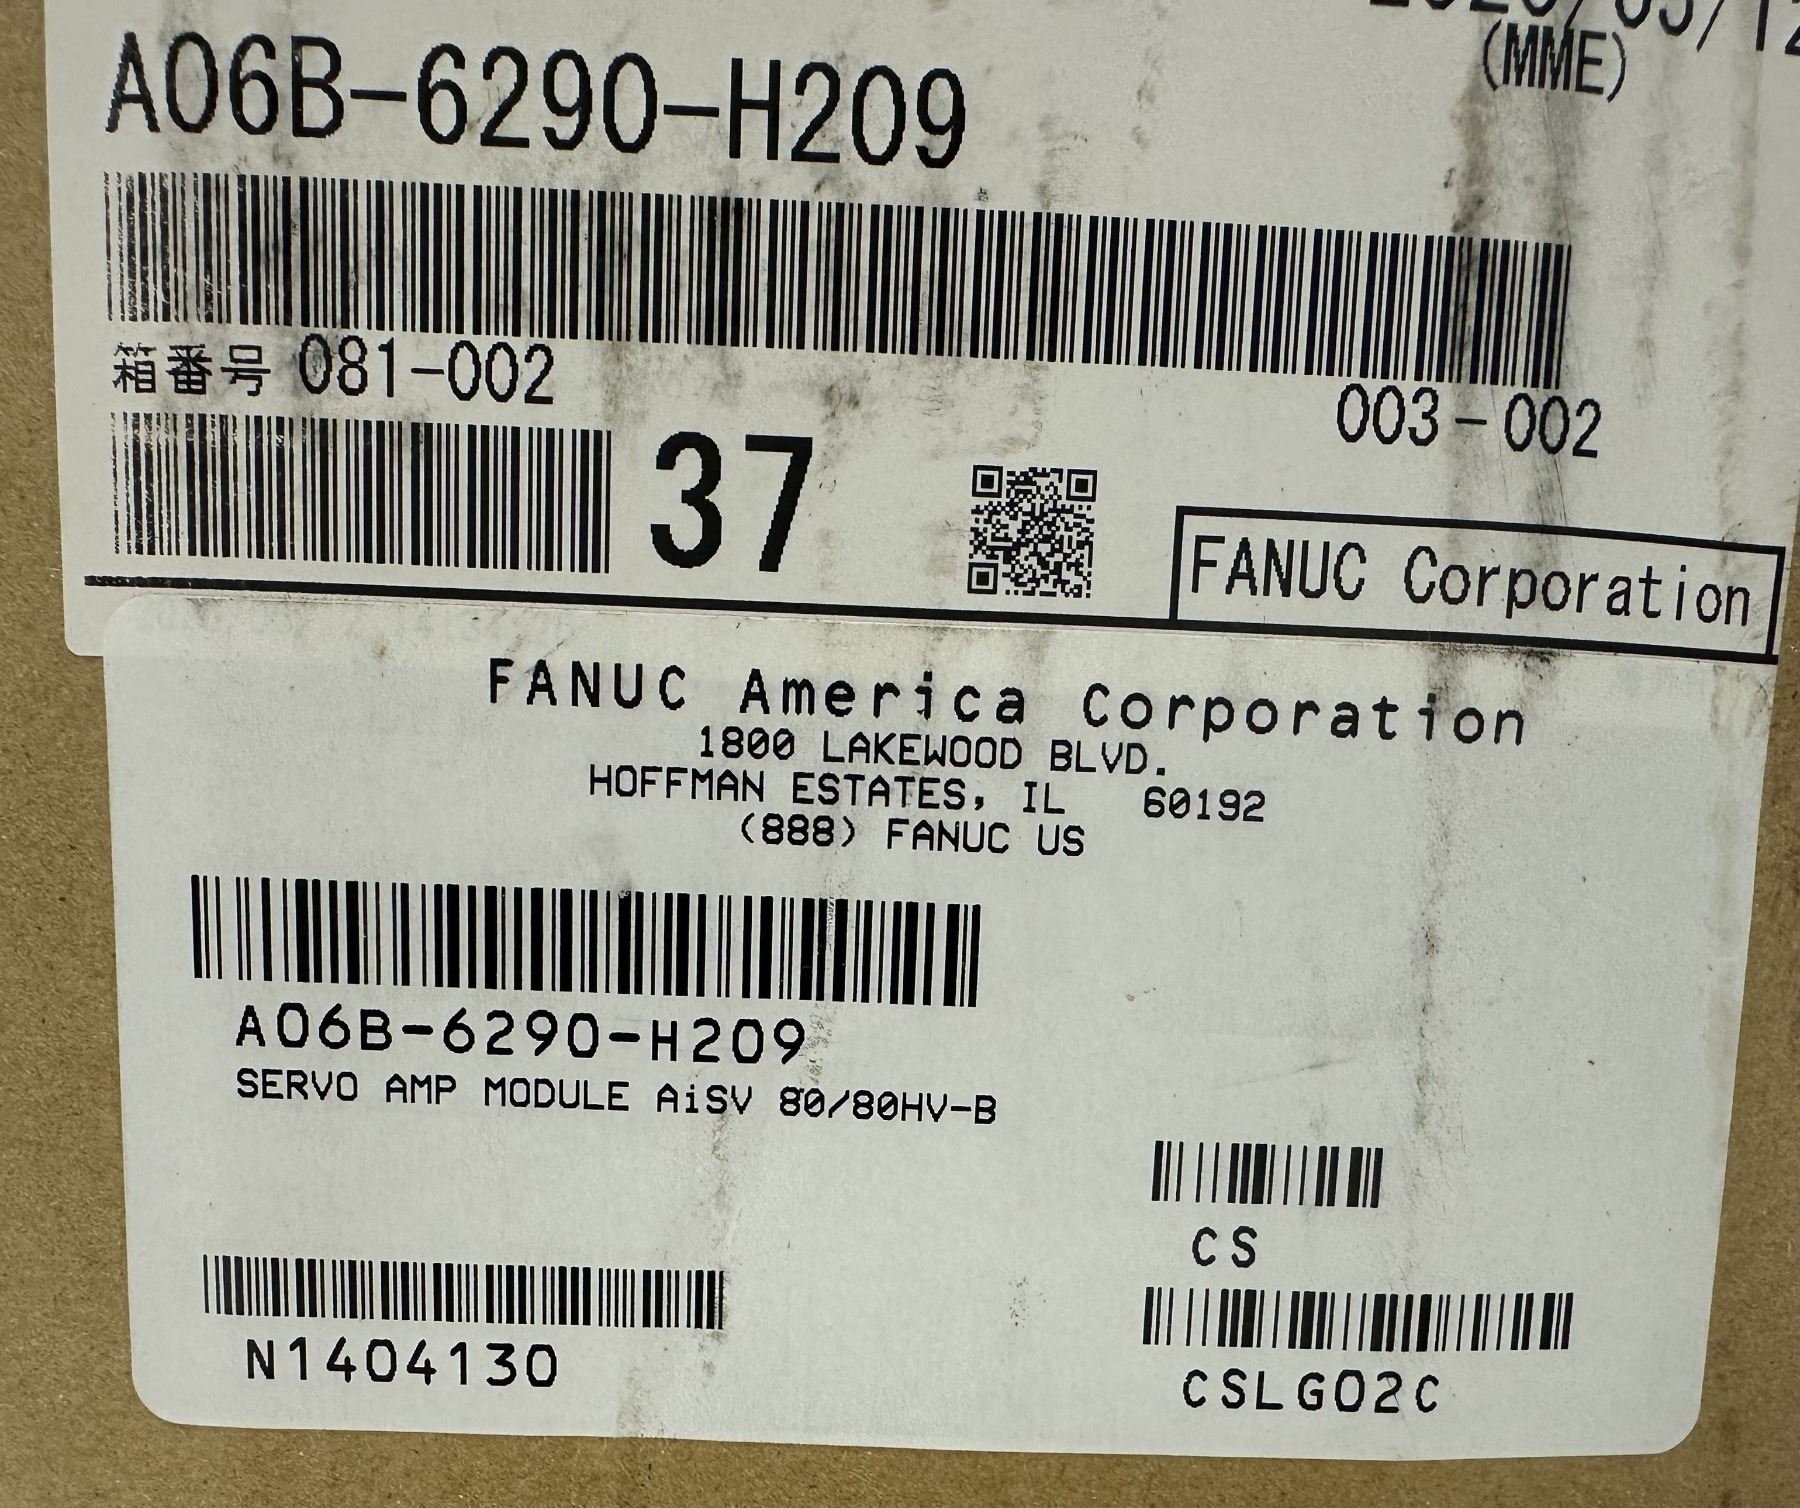 (MME)
A06B-6290-H209
箱番号 081-002
003-002
37
FANUC Corporation
FANUC America Corporation
1800 LAKEWOOD BLVD.
HOFFMAN ESTATES, IL 60192
(888) FANUC US
A06B-6290-H209
SERVO AMP MODULE AiSV 80/80HV-B
CS
N1404130
CSLG02C